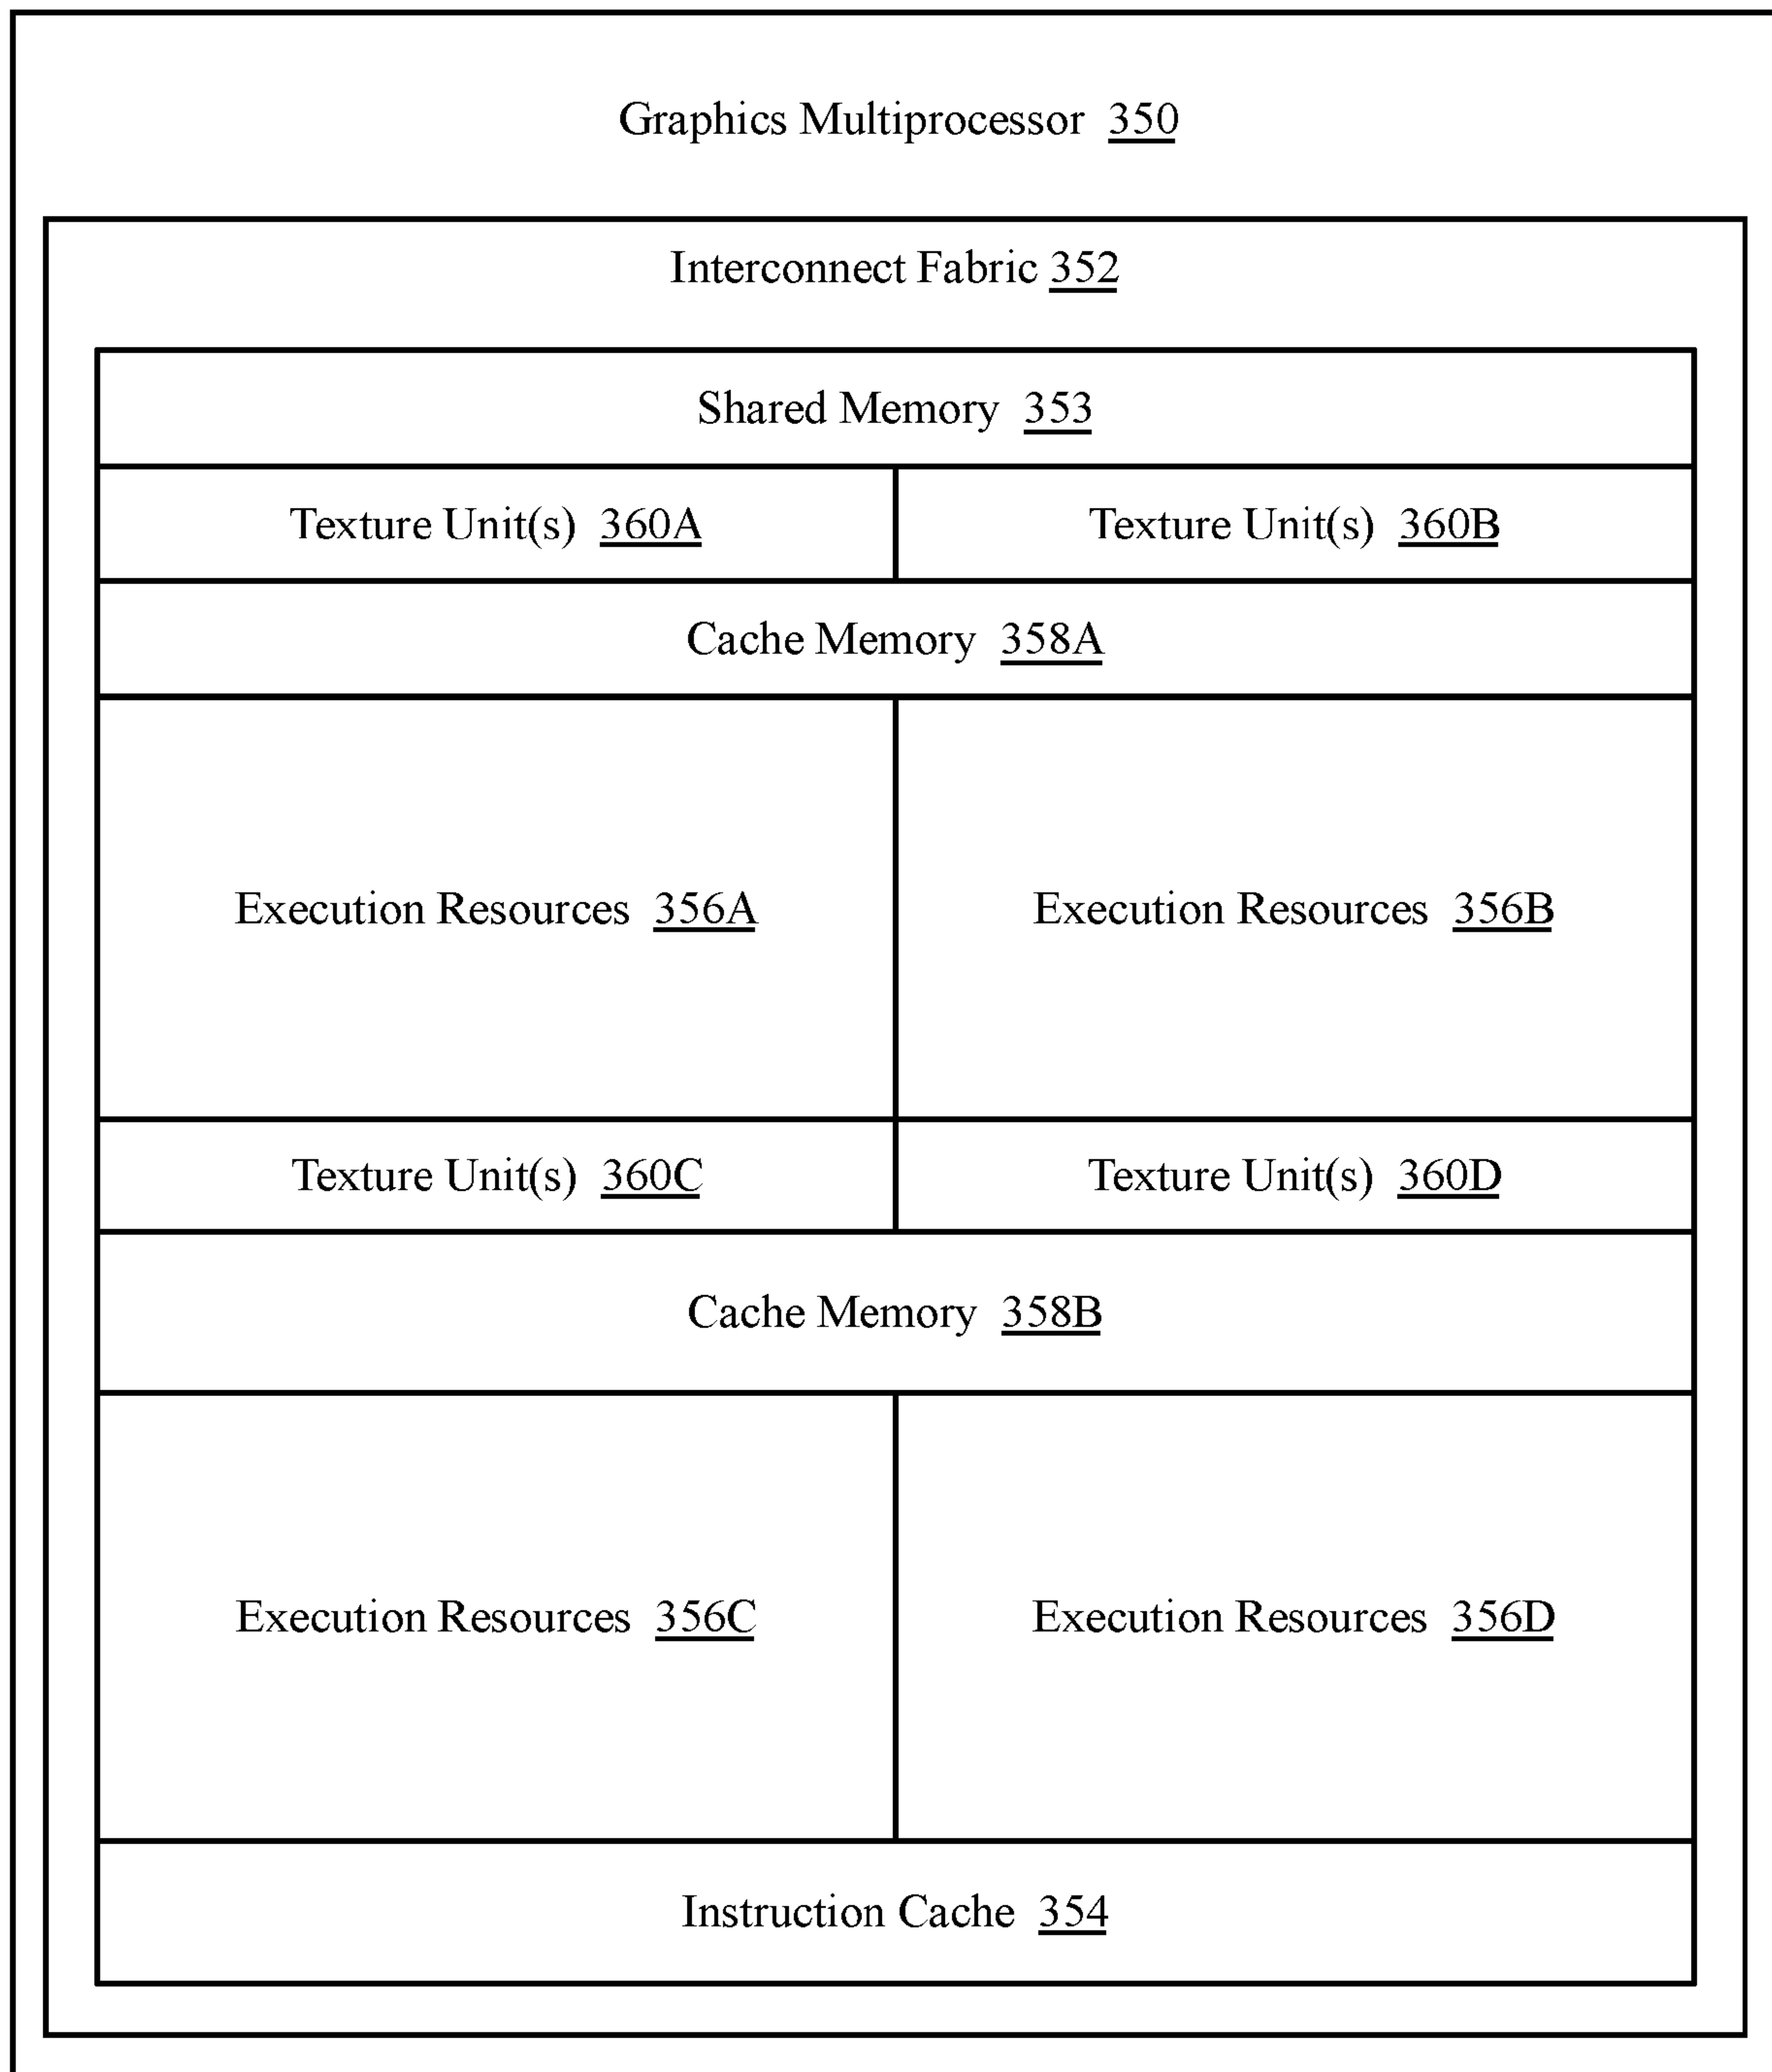 Graphics Multiprocessor 350
Interconnect Fabric 352
Shared Memory 353
Texture Unit(s) 360A
Texture Unit(s) 360B
Cache Memory 358A
Execution Resources 356A
Execution Resources 356B
Texture Unit(s) 360C
Texture Unit(s) 360D
Cache Memory 358B
Execution Resources 356C
Execution Resources 356D
Instruction Cache 354